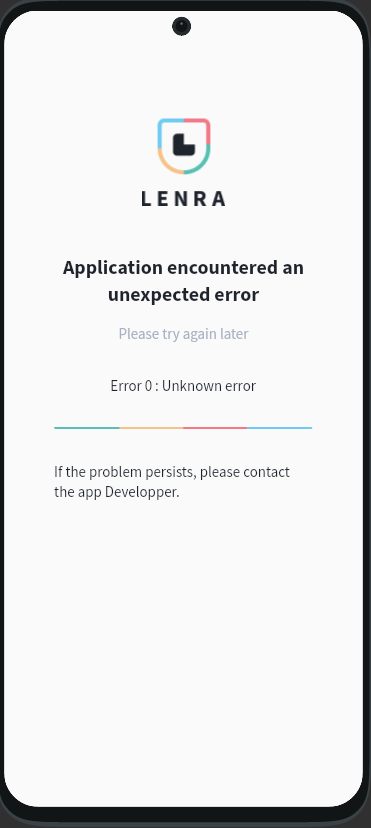 LENRA
Application encountered an
unexpected error
Please try again later
Error 0 : Unknown error
If the problem persists, please contact
the app Developper.